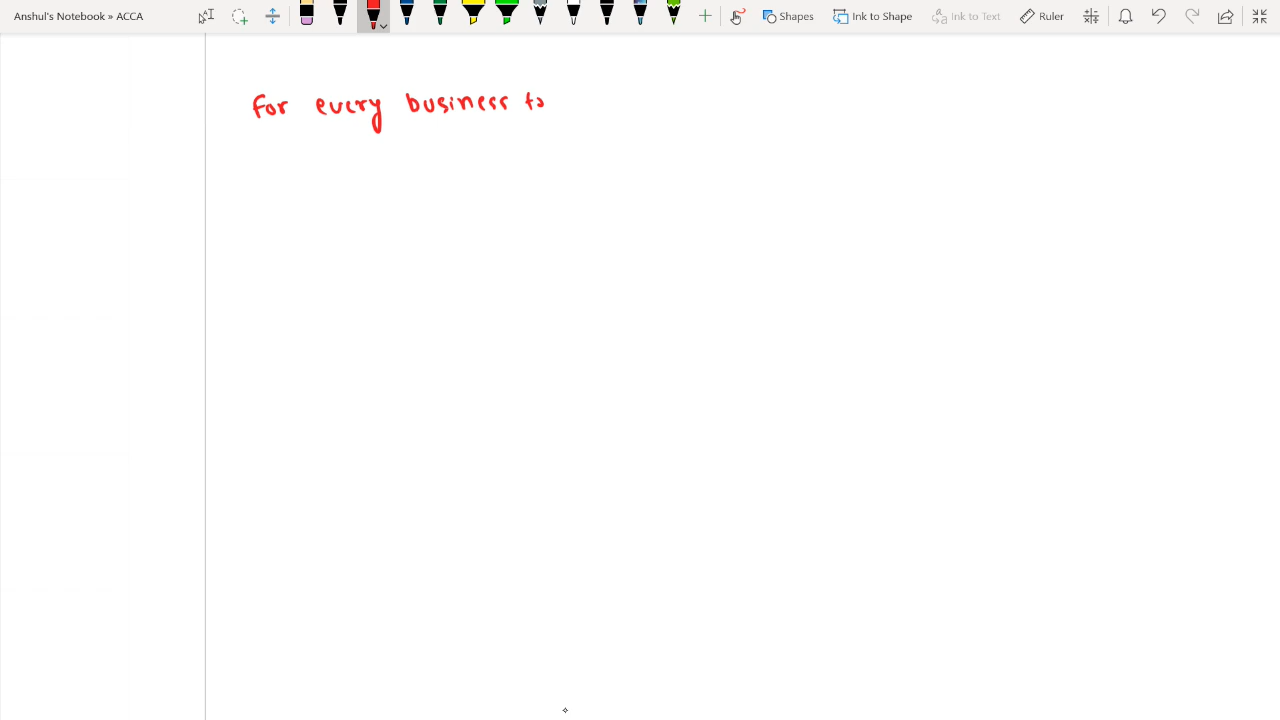 Anshul's Notebook » ACCA
Shapes
Ink to Shape
Ink to Text
Ruler
For every business to